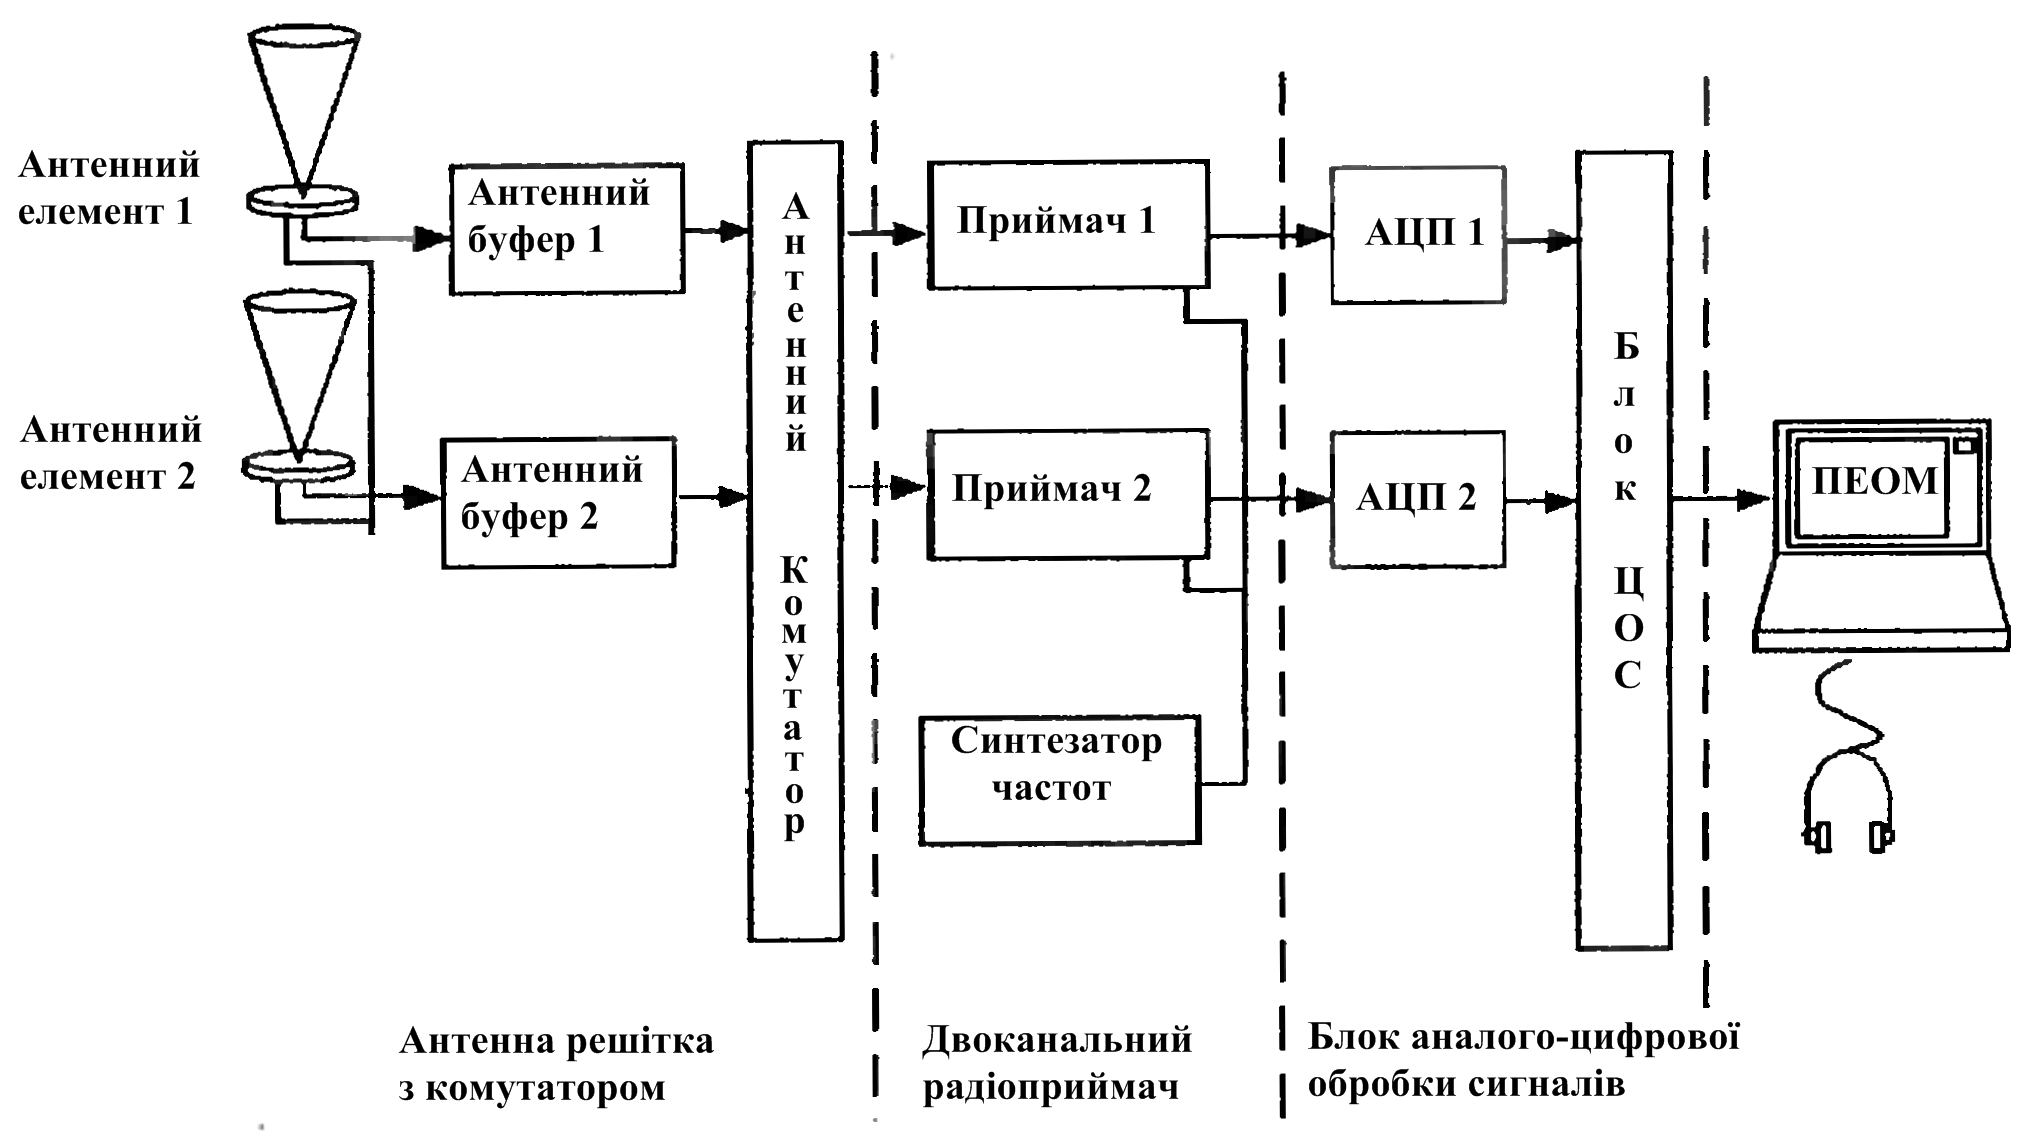 Антенний
елемент 1
Антенний
буфер 1
Антенний
елемент 2
Антенний
буфер 2
Антенний Комутатор
Приймач 1
Приймач 2
Синтезатор
частот
АЦП 1
АЦП 2
Блок ЦОС
ПЕОМ
Антенна решітка
з комутатором
Двоканальний
радіоприймач
Блок аналого-цифрової
обробки сигналів